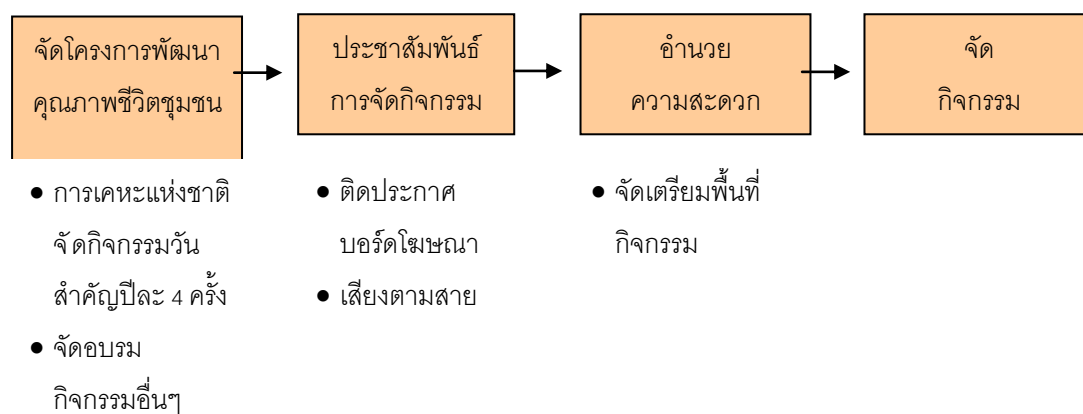 จัดโครงการพัฒนา
คุณภาพชีวิตชุมชน
ประชาสัมพันธ์
การจัดกิจกรรม
อำนวย
ความสะดวก
จัด
กิจกรรม
• การเคหะแห่งชาติ
จัดกิจกรรมวัน
สำคัญปีละ 4 ครั้ง
• จัดอบรม
กิจกรรมอื่นๆ
• ติดประกาศ
บอร์ดโฆษณา
• เสียงตามสาย
• จัดเตรียมพื้นที่
กิจกรรม